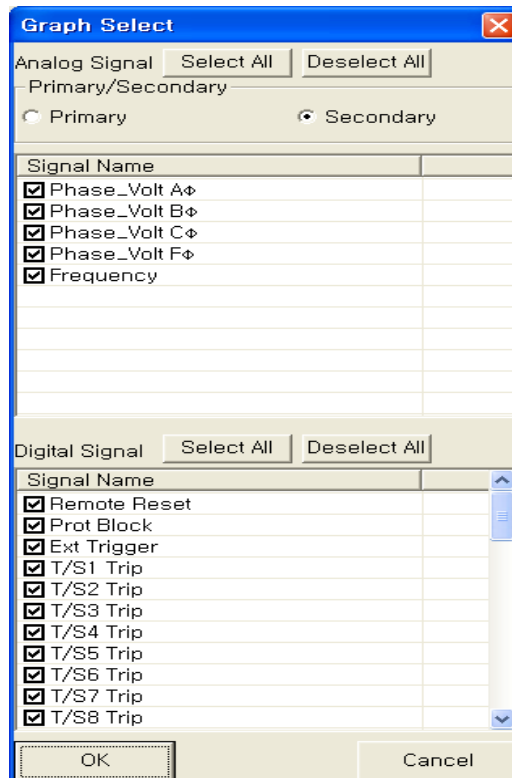 Graph Select
Analog Signal Select All Deselect All
Primary/Secondary
Primary Secondary
Signal Name
Phase_Volt AΦ
Phase_Volt BΦ
Phase_Volt CΦ
Phase_Volt FΦ
Frequency
Digital Signal Select All Deselect All
Signal Name
Remote Reset
Prot Block
Ext Trigger
T/S1 Trip
T/S2 Trip
T/S3 Trip
T/S4 Trip
T/S5 Trip
T/S6 Trip
T/S7 Trip
T/S8 Trip
OK Cancel